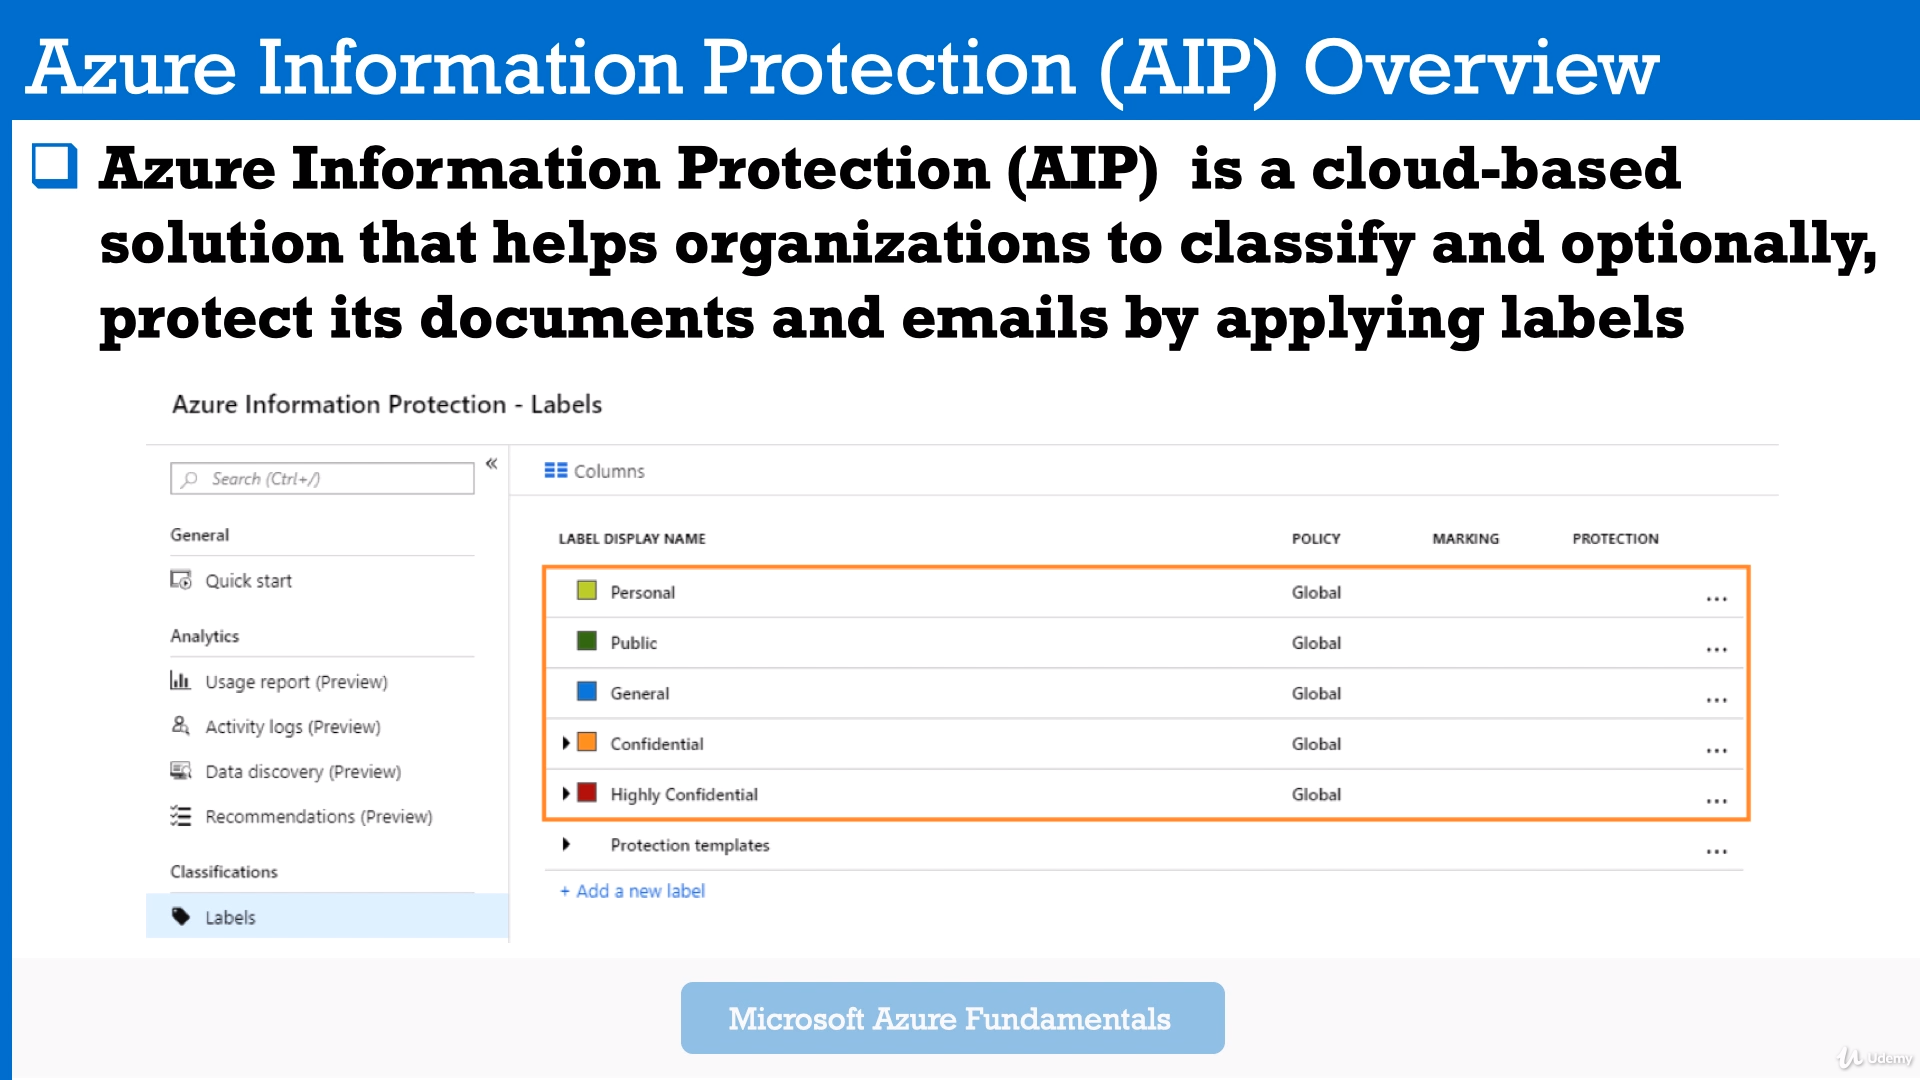 Azure Information Protection (AIP) Overview
Azure Information Protection (AIP) is a cloud-based
solution that helps organizations to classify and optionally,
protect its documents and emails by applying labels
Azure Information Protection - Labels
Search (Ctrl+/)
«
Columns
General
Quick start
Analytics
Usage report (Preview)
Activity logs (Preview)
Data discovery (Preview)
Recommendations (Preview)
Classifications
Labels
LABEL DISPLAY NAME POLICY MARKING PROTECTION
Personal Global ...
Public Global ...
General Global ...
Confidential Global ...
Highly Confidential Global ...
Protection templates ...
+ Add a new label
Microsoft Azure Fundamentals
Udemy